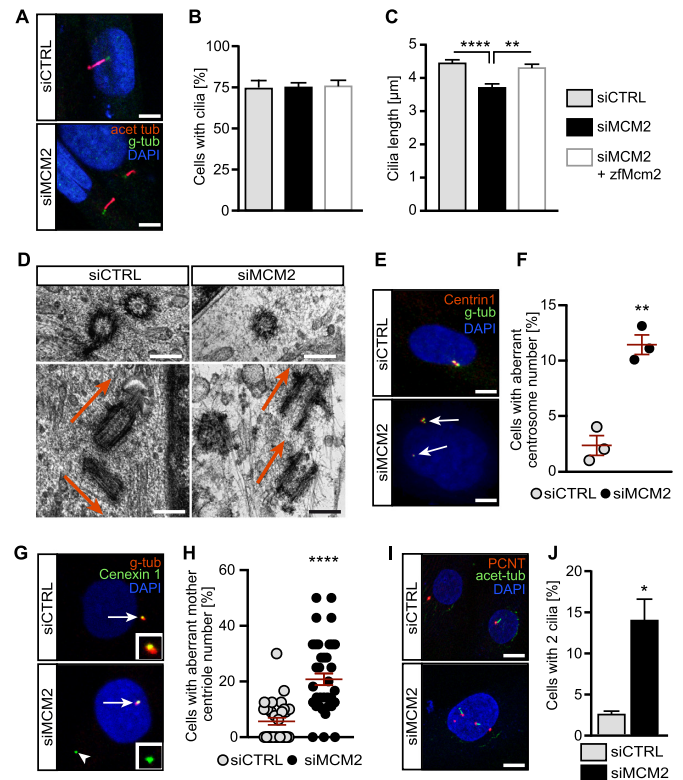 A
siCTRL
siMCM2
acet tub
g-tub
DAPI
B
Cells with cilia [%]
100
75
50
25
0
C
Cilia length [µm]
5
4
3
2
1
0
**** **
siCTRL
siMCM2
siMCM2
+ zfMcm2
D
siCTRL
siMCM2
E
siCTRL
siMCM2
Centrin1
g-tub
DAPI
F
Cells with aberrant
centrosome number [%]
15
10
5
0
**
siCTRL siMCM2
G
siCTRL
siMCM2
g-tub
Cenexin 1
DAPI
H
Cells with aberrant mother
centriole number [%]
60
40
20
0
****
siCTRL siMCM2
I
siCTRL
siMCM2
PCNT
acet-tub
DAPI
J
Cells with 2 cilia [%]
20
15
10
5
0
*
siCTRL
siMCM2